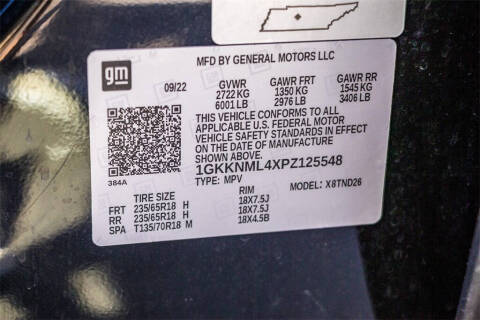 MFD BY GENERAL MOTORS LLC
gm
09/22 GVWR GAWR FRT GAWR RR
2722 KG 1350 KG 1545 KG
6001 LB 2976 LB 3406 LB
THIS VEHICLE CONFORMS TO ALL
APPLICABLE U.S. FEDERAL MOTOR
VEHICLE SAFETY STANDARDS IN EFFECT
ON THE DATE OF MANUFACTURE
SHOWN ABOVE.
1GKKNML4XPZ125548
384A TYPE: MPV MODEL: X8TND26
TIRE SIZE RIM
FRT 235/65R18 H 18X7.5J
RR 235/65R18 H 18X7.5J
SPA T135/70R18 M 18X4.5B